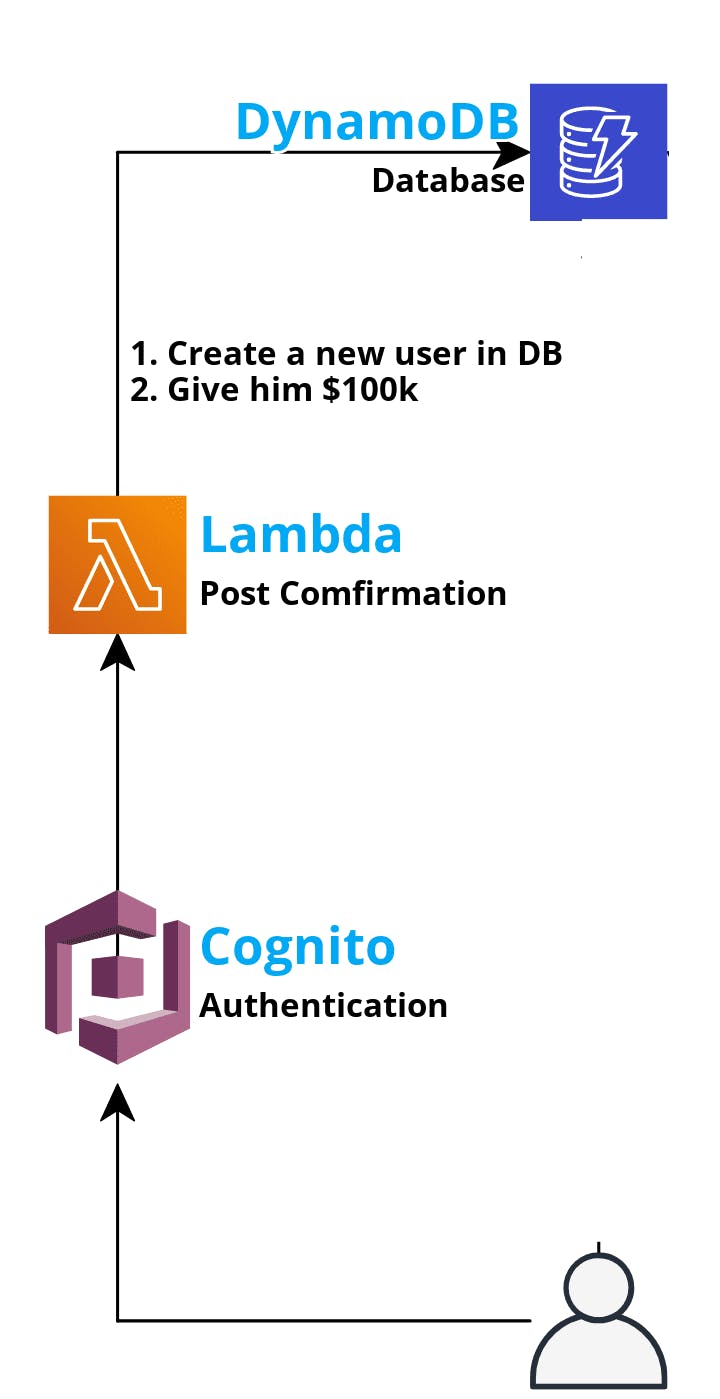 DynamoDB
Database
1. Create a new user in DB
2. Give him $100k
Lambda
Post Comfirmation
Cognito
Authentication